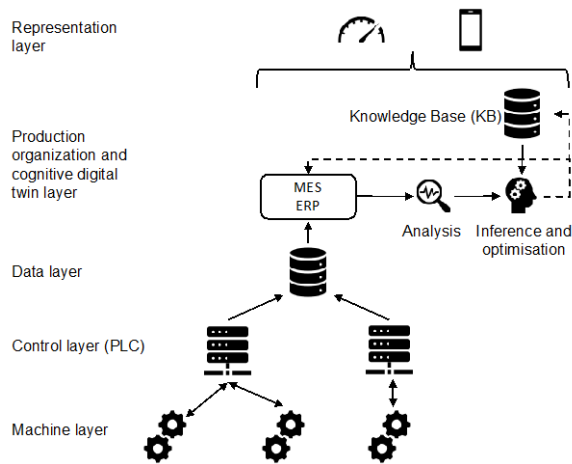 Representation
layer
Knowledge Base (KB)
Production
organization and
cognitive digital
twin layer
MES
ERP
Analysis
Inference and
optimisation
Data layer
Control layer (PLC)
Machine layer